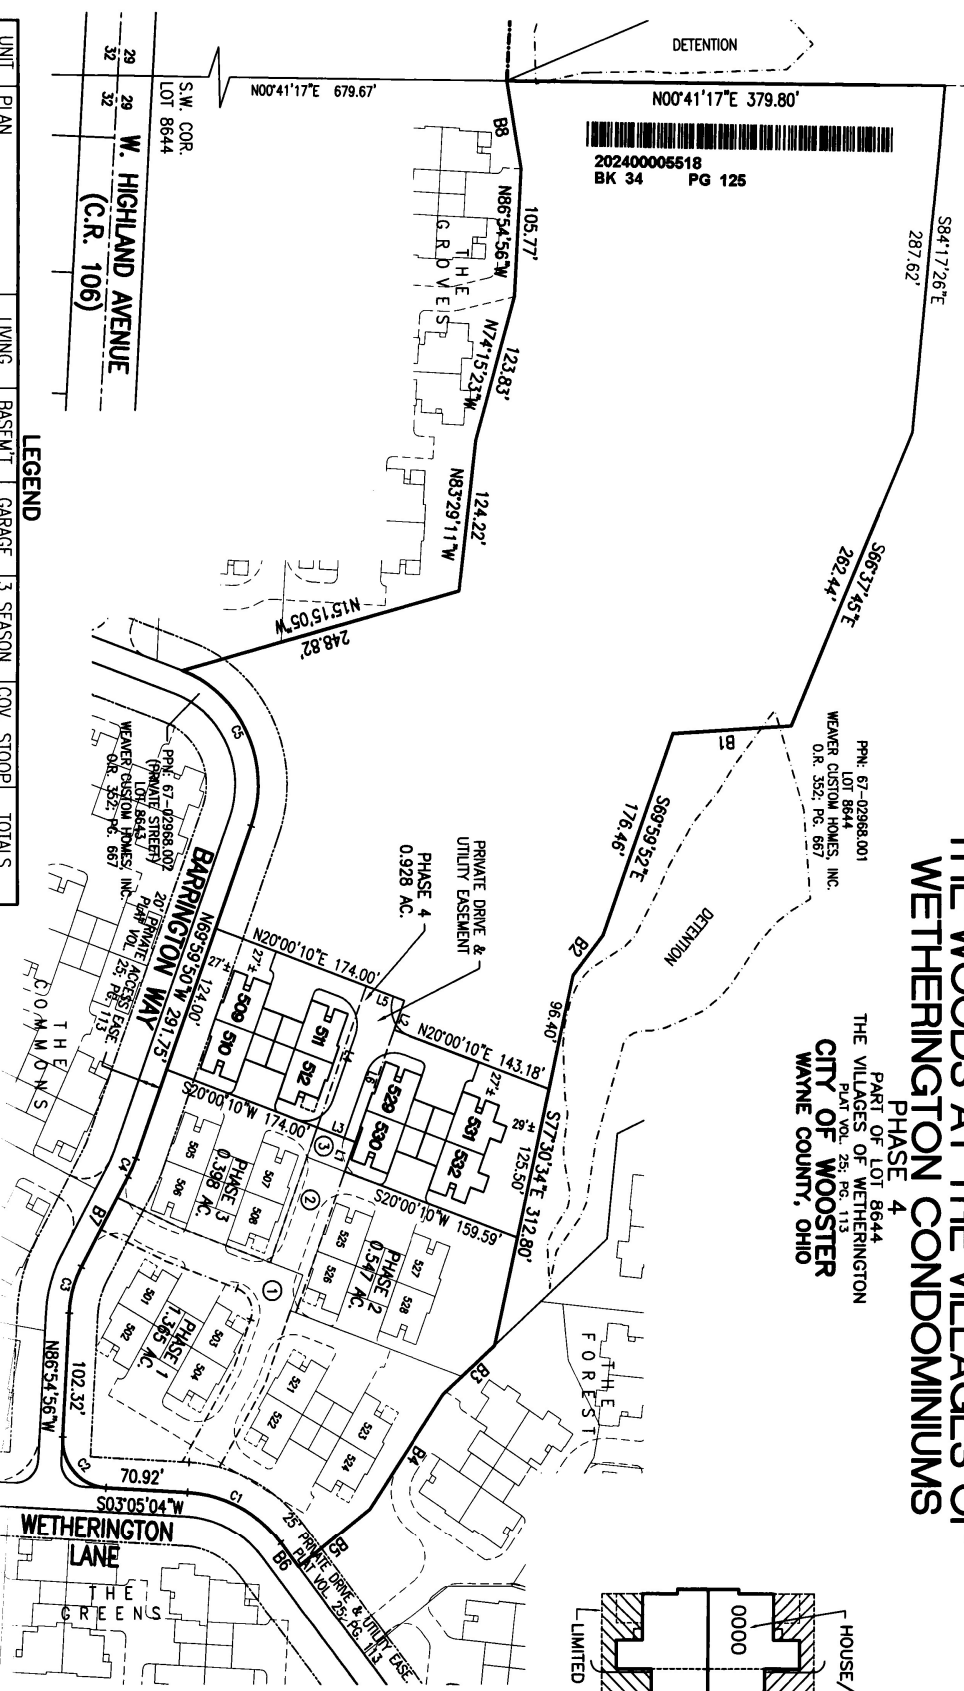 THE WOODS AT THE VILLAGES OF
WETHERINGTON CONDOMINIUMS
PHASE 4
PART OF LOT 8644
THE VILLAGES OF WETHERINGTON
PLAT VOL. 25; PG. 113
CITY OF WOOSTER
WAYNE COUNTY, OHIO
DETENTION
N00°41'17"E 679.67'
N00°41'17"E 379.80'
202400005518
BK 34 PG 125
S84°17'26"E
287.62'
S66°37'45"E
262.44'
PPN: 67-02968.001
LOT 8644
WEAVER CUSTOM HOMES, INC.
O.R. 352; PG. 667
B1
S69°59'52"E
176.46'
DETENTION
B2
96.40'
S77°30'34"E 312.80'
125.50'
29'±
B3
B4
B5
B6
B7
B8
105.77'
N86°54'56"W
123.83'
N74°15'23"W
124.22'
N83°29'11"W
N15°15'05"W
248.82'
THE
GROVES
S.W. COR.
LOT 8644
29
32
29
32
W. HIGHLAND AVENUE
(C.R. 106)
PRIVATE DRIVE &
UTILITY EASEMENT
PHASE 4
0.928 AC.
N20°00'10"E 174.00'
N20°00'10"E 143.18'
S20°00'10"W 174.00'
S20°00'10"W 159.59'
27'±
27'±
27'±
L5
L2
L3
L1
509
510
511
512
529
530
531
532
C5
PPN: 67-02968.002
(PRIVATE STREET)
LOT 8643
WEAVER CUSTOM HOMES, INC.
O.R. 352; PG. 667
20' PRIVATE ACCESS EASE.
PLAT VOL. 25; PG. 113
BARRINGTON WAY
N69°59'50"W 291.75'
124.00'
THE
COMMONS
PHASE 3
0.398 AC.
505
506
507
508
3
2
1
PHASE 2
0.547 AC.
525
526
527
528
PHASE 1
1.365 AC.
501
502
503
504
521
522
523
524
C4
C3
C2
C1
102.32'
N86°54'56"W
70.92'
S03°05'04"W
WETHERINGTON
LANE
25' PRIVATE DRIVE & UTILITY EASE.
PLAT VOL. 25; PG. 113
THE
GREENS
THE
FOREST
0000
HOUSE/
LIMITED
LEGEND
UNIT PLAN LIVING BASEM'T GARAGE 3 SEASON COV. STOOP TOTALS